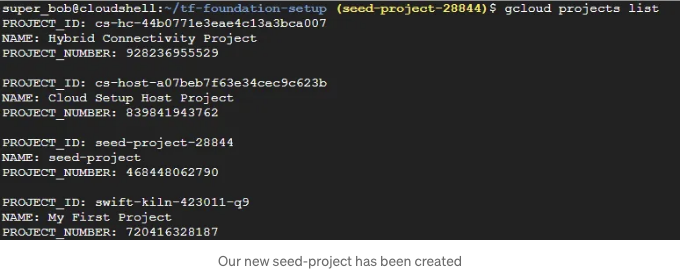 super_bob@cloudshell:~/tf-foundation-setup (seed-project-28844)$ gcloud projects list
PROJECT_ID: cs-hc-44b0771e3eae4c13a3bca007
NAME: Hybrid Connectivity Project
PROJECT_NUMBER: 928236955529
PROJECT_ID: cs-host-a07beb7f63e34cec9c623b
NAME: Cloud Setup Host Project
PROJECT_NUMBER: 839841943762
PROJECT_ID: seed-project-28844
NAME: seed-project
PROJECT_NUMBER: 468448062790
PROJECT_ID: swift-kiln-423011-q9
NAME: My First Project
PROJECT_NUMBER: 720416328187
Our new seed-project has been created